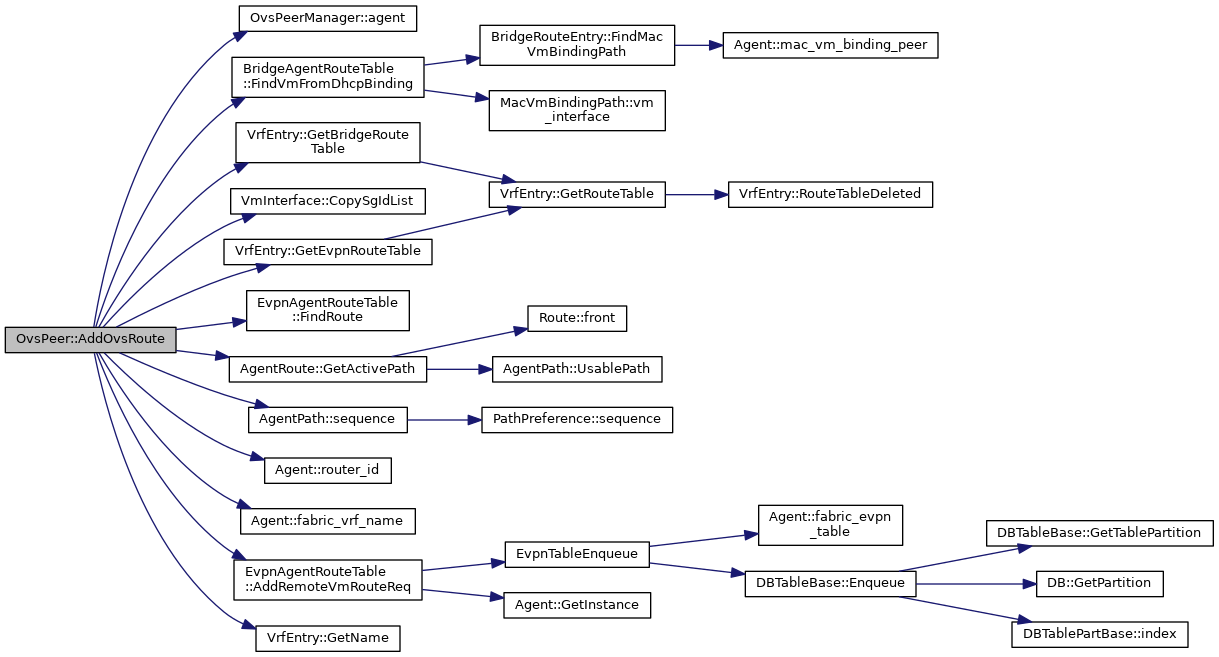 OvsPeer::AddOvsRoute
OvsPeerManager::agent
BridgeAgentRouteTable
::FindVmFromDhcpBinding
BridgeRouteEntry::FindMac
VmBindingPath
Agent::mac_vm_binding_peer
MacVmBindingPath::vm
_interface
VrfEntry::GetBridgeRoute
Table
VrfEntry::GetRouteTable
VrfEntry::RouteTableDeleted
VmInterface::CopySgIdList
VrfEntry::GetEvpnRouteTable
EvpnAgentRouteTable
::FindRoute
AgentRoute::GetActivePath
Route::front
AgentPath::UsablePath
AgentPath::sequence
PathPreference::sequence
Agent::router_id
Agent::fabric_vrf_name
EvpnAgentRouteTable
::AddRemoteVmRouteReq
EvpnTableEnqueue
Agent::fabric_evpn
_table
DBTableBase::Enqueue
DBTableBase::GetTablePartition
DB::GetPartition
DBTablePartBase::index
Agent::GetInstance
VrfEntry::GetName